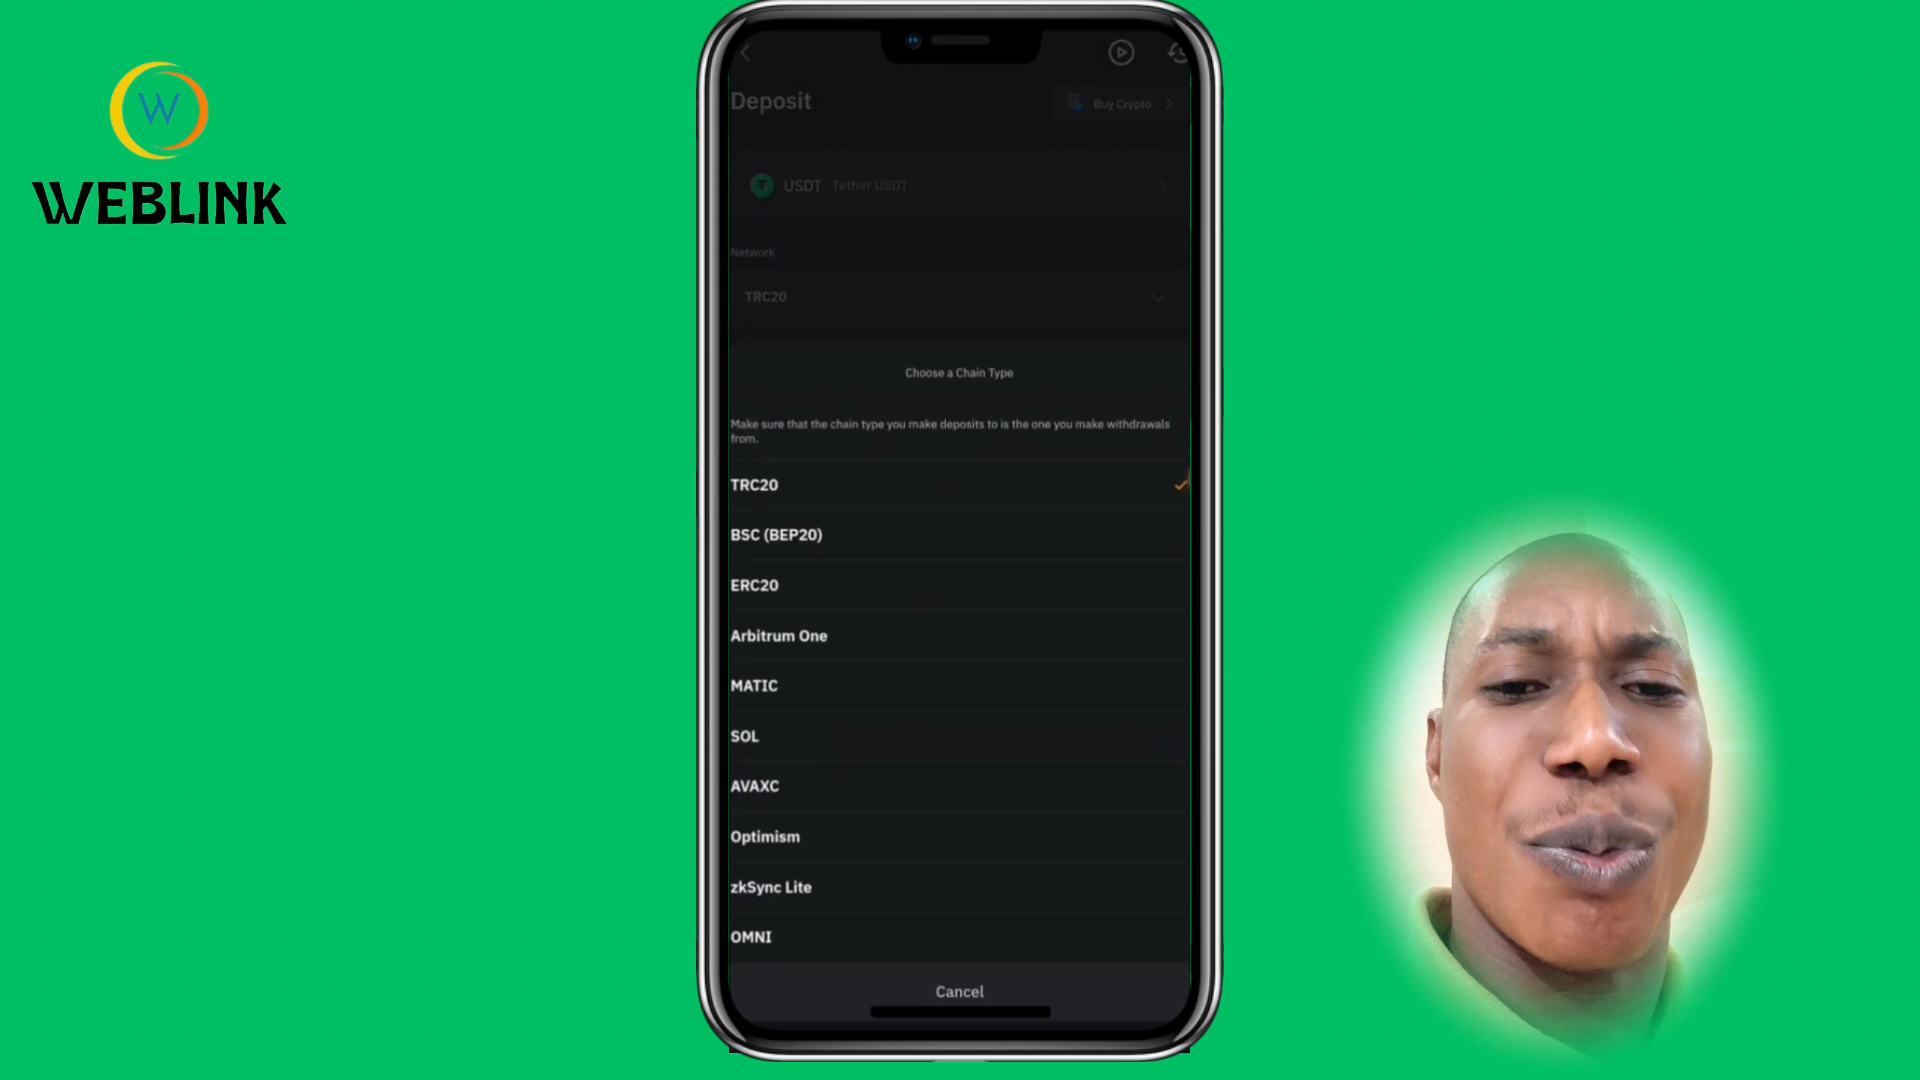 W
WEBLINK
Deposit
Buy Crypto
USDT Tether USDT
Network
TRC20
Choose a Chain Type
Make sure that the chain type you make deposits to is the one you make withdrawals
from.
TRC20
BSC (BEP20)
ERC20
Arbitrum One
MATIC
SOL
AVAXC
Optimism
zkSync Lite
OMNI
Cancel